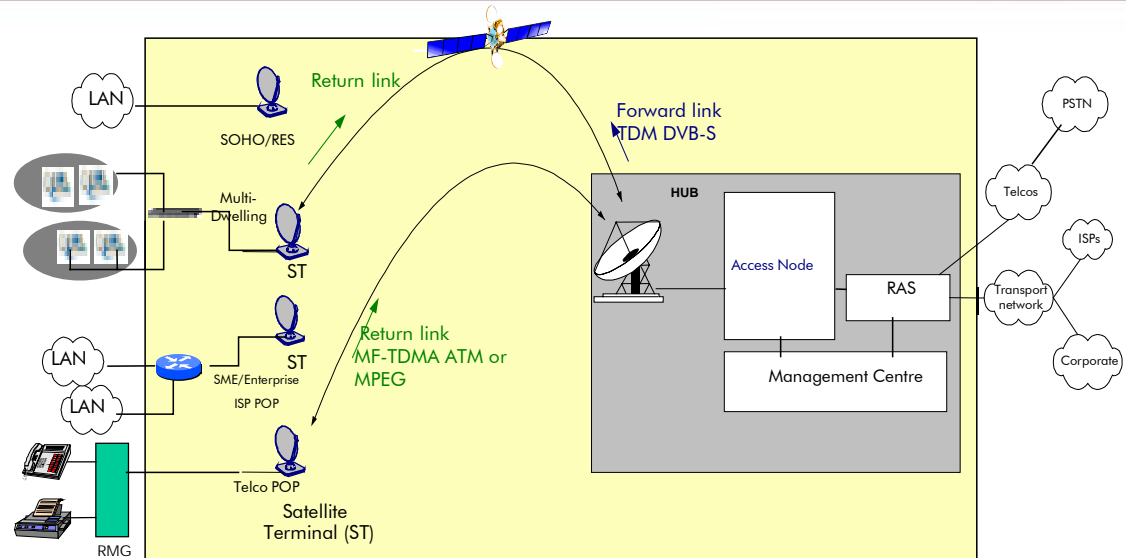 LAN
SOHO/RES
Return link
Forward link
TDM DVB-S
PSTN
HUB
Telcos
Multi-
Dwelling
ST
Access Node
ISPs
RAS
Transport
network
Return link
MF-TDMA ATM or
MPEG
LAN
ST
SME/Enterprise
ISP POP
LAN
Management Centre
Corporate
Telco POP
Satellite
Terminal (ST)
RMG